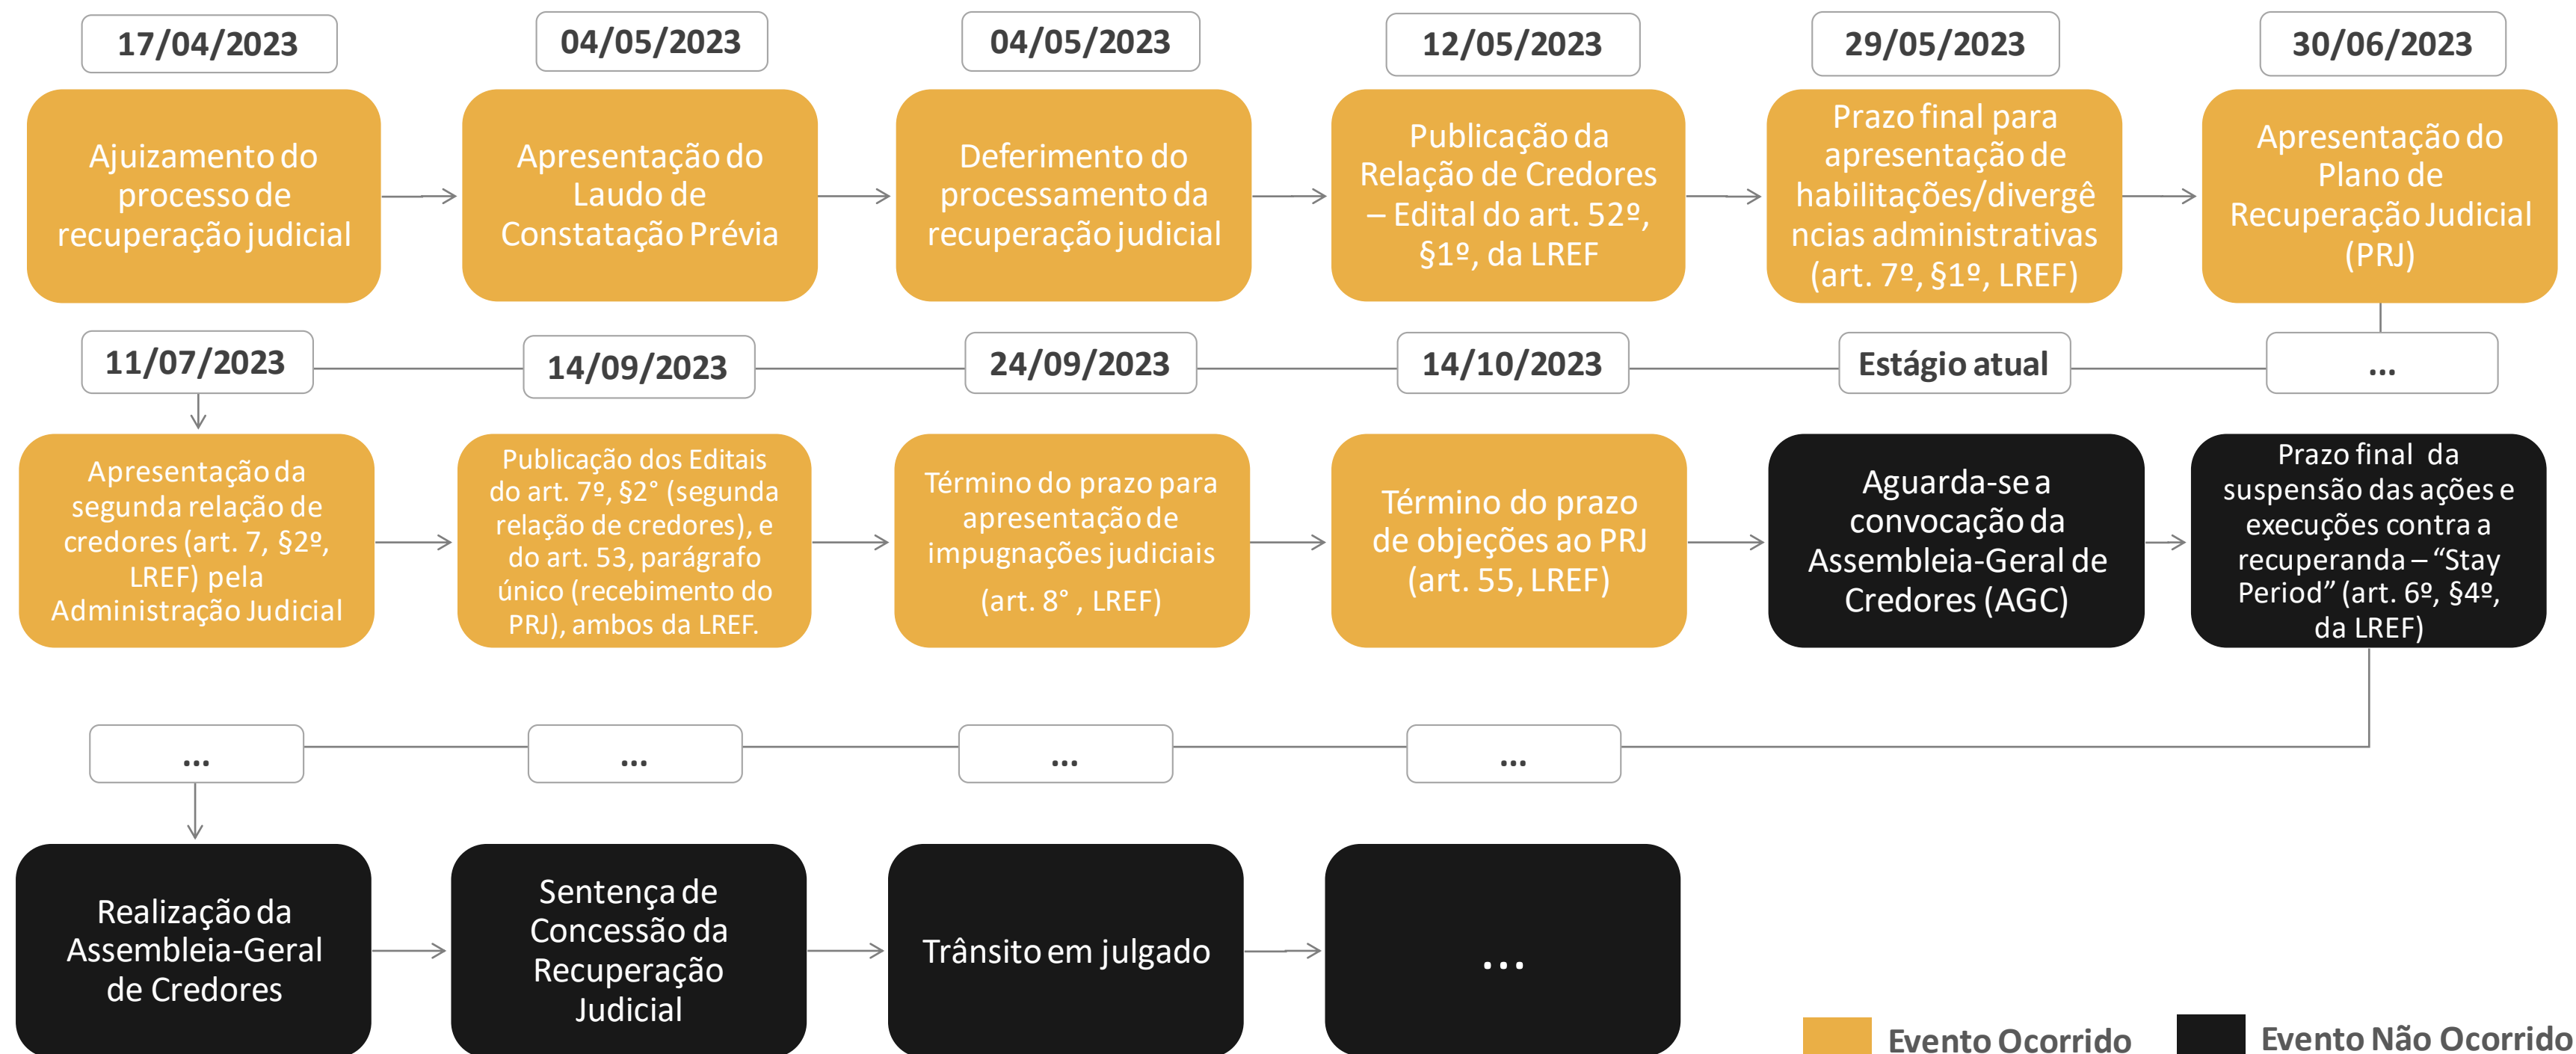 17/04/2023
04/05/2023
04/05/2023
12/05/2023
29/05/2023
30/06/2023
Ajuizamento do
processo de
recuperação judicial
Apresentação do
Laudo de
Constatação Prévia
Deferimento do
processamento da
recuperação judicial
Publicação da
Relação de Credores
– Edital do art. 52º,
§1º, da LREF
Prazo final para
apresentação de
habilitações/divergê
ncias administrativas
(art. 7º, §1º, LREF)
Apresentação do
Plano de
Recuperação Judicial
(PRJ)
11/07/2023
14/09/2023
24/09/2023
14/10/2023
Estágio atual
...
Apresentação da
segunda relação de
credores (art. 7, §2º,
LREF) pela
Administração Judicial
Publicação dos Editais
do art. 7º, §2° (segunda
relação de credores), e
do art. 53, parágrafo
único (recebimento do
PRJ), ambos da LREF.
Término do prazo para
apresentação de
impugnações judiciais
(art. 8° , LREF)
Término do prazo
de objeções ao PRJ
(art. 55, LREF)
Aguarda-se a
convocação da
Assembleia-Geral de
Credores (AGC)
Prazo final da
suspensão das ações e
execuções contra a
recuperanda – “Stay
Period” (art. 6º, §4º,
da LREF)
...
...
...
...
Realização da
Assembleia-Geral
de Credores
Sentença de
Concessão da
Recuperação
Judicial
Trânsito em julgado
...
Evento Ocorrido
Evento Não Ocorrido